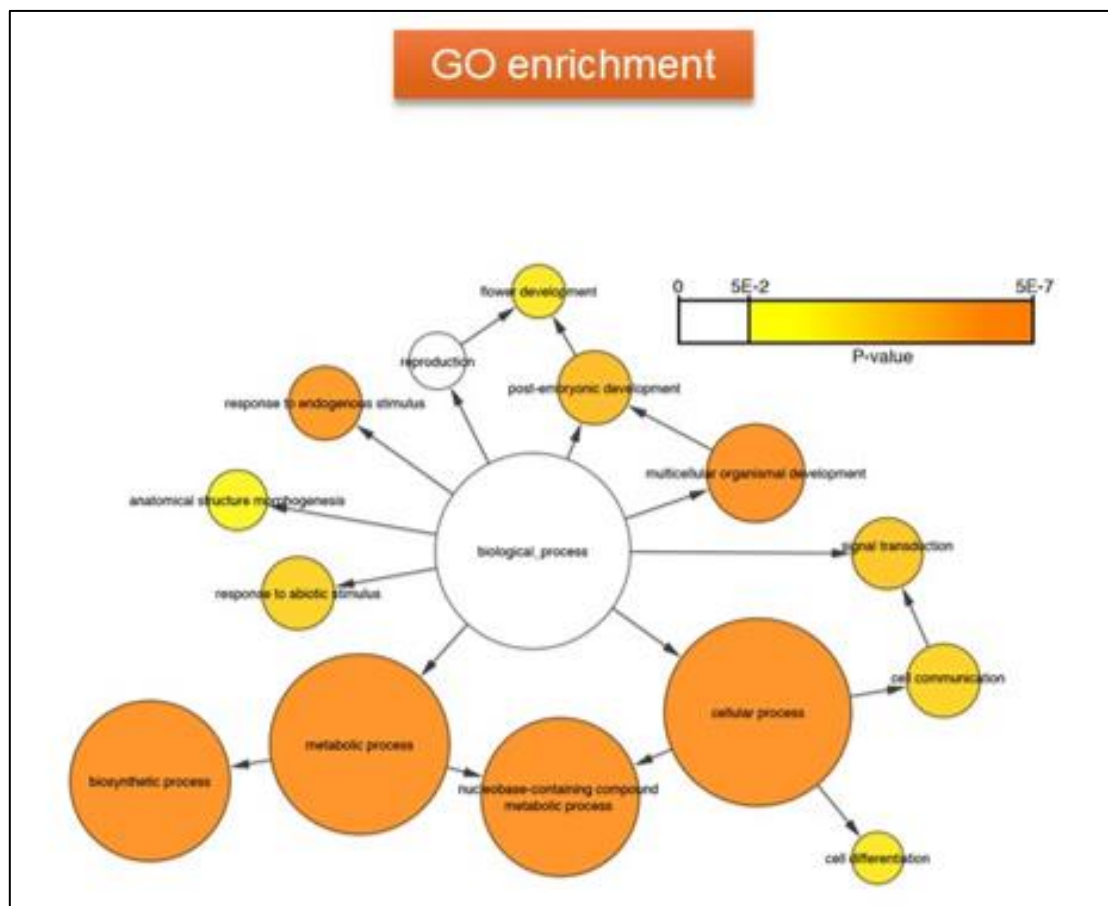 GO enrichment
flower development
0 5E-2 5E-7
P-value
reproduction
post-embryonic development
response to endogenous stimulus
multicellular organismal development
anatomical structure morphogenesis
biological_process
signal transduction
response to abiotic stimulus
cell communication
cellular process
metabolic process
biosynthetic process
nucleobase-containing compound
metabolic process
cell differentiation